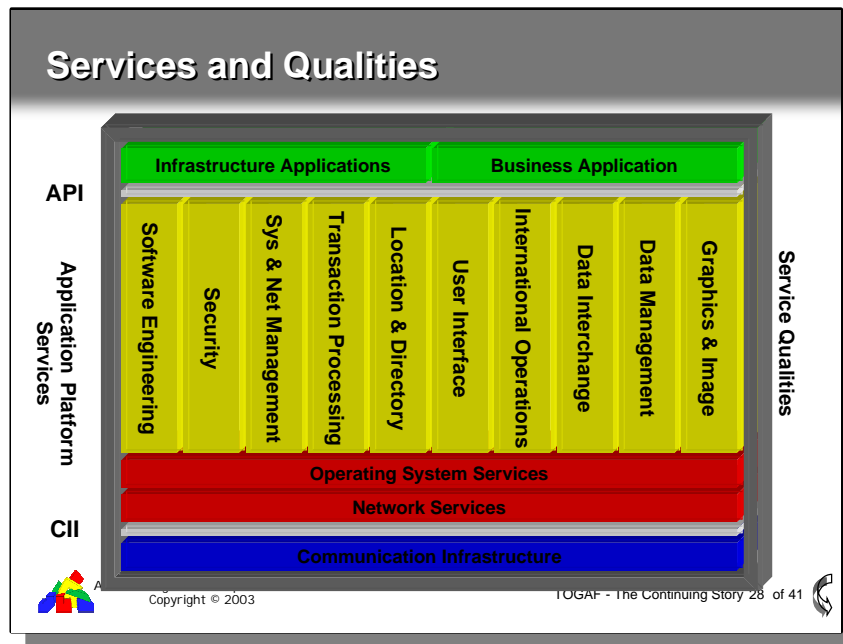 Services and Qualities
Infrastructure Applications
Business Application
API
Application Platform
Services
Software Engineering
Security
Sys & Net Management
Transaction Processing
Location & Directory
User Interface
International Operations
Data Interchange
Data Management
Graphics & Image
Service Qualities
Operating System Services
Network Services
CII
Communication Infrastructure
Copyright © 2003
TOGAF - The Continuing Story 28 of 41